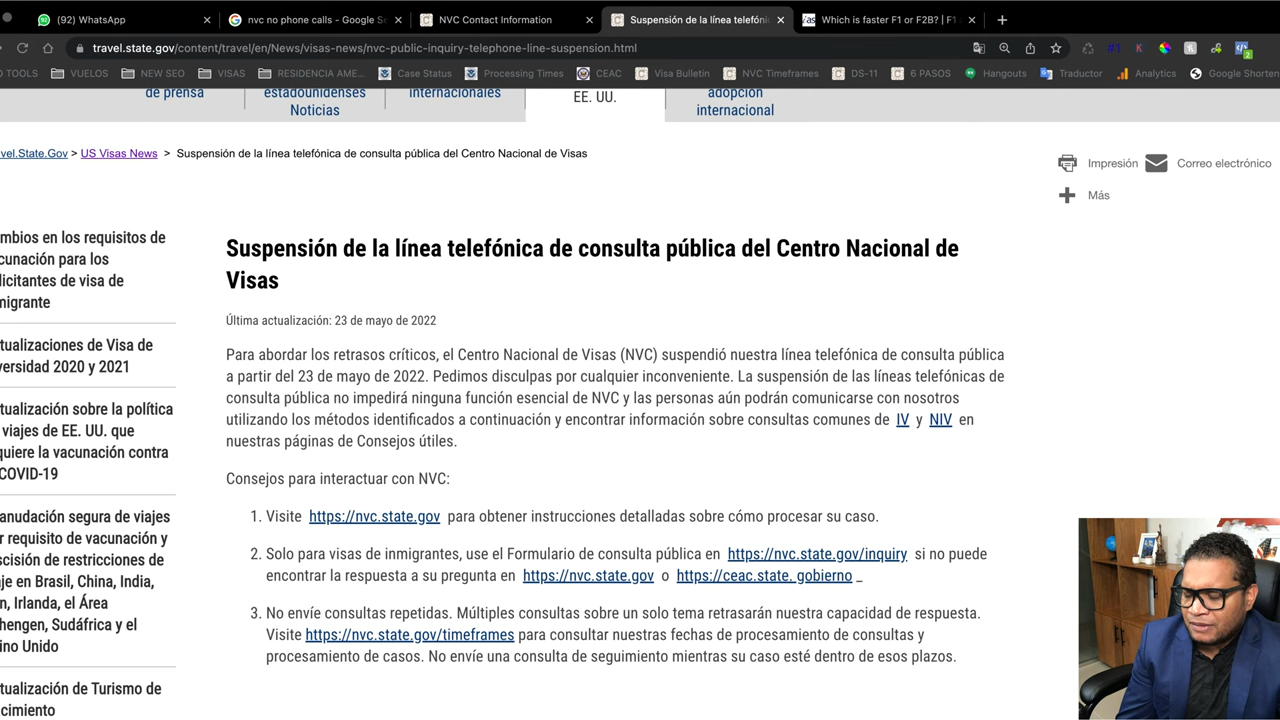 (92) WhatsApp
nvc no phone calls - Google Se
NVC Contact Information
Suspensión de la línea telefóni
Which is faster F1 or F2B? | F1
travel.state.gov/content/travel/en/News/visas-news/nvc-public-inquiry-telephone-line-suspension.html
O TOOLS
VUELOS
NEW SEO
VISAS
RESIDENCIA AME...
Case Status
Processing Times
CEAC
Visa Bulletin
NVC Timeframes
DS-11
6 PASOS
Hangouts
Traductor
Analytics
Google Shorten
de prensa
estadounidenses
Noticias
internacionales
EE. UU.
adopción
internacional
vel.State.Gov > US Visas News > Suspensión de la línea telefónica de consulta pública del Centro Nacional de Visas
Impresión
Correo electrónico
Más
mbios en los requisitos de
cunación para los
licitantes de visa de
migrante
tualizaciones de Visa de
versidad 2020 y 2021
tualización sobre la política
viajes de EE. UU. que
quiere la vacunación contra
COVID-19
anudación segura de viajes
r requisito de vacunación y
scisión de restricciones de
je en Brasil, China, India,
n, Irlanda, el Área
hengen, Sudáfrica y el
ino Unido
tualización de Turismo de
cimiento
Suspensión de la línea telefónica de consulta pública del Centro Nacional de
Visas
Última actualización: 23 de mayo de 2022
Para abordar los retrasos críticos, el Centro Nacional de Visas (NVC) suspendió nuestra línea telefónica de consulta pública
a partir del 23 de mayo de 2022. Pedimos disculpas por cualquier inconveniente. La suspensión de las líneas telefónicas de
consulta pública no impedirá ninguna función esencial de NVC y las personas aún podrán comunicarse con nosotros
utilizando los métodos identificados a continuación y encontrar información sobre consultas comunes de IV y NIV en
nuestras páginas de Consejos útiles.
Consejos para interactuar con NVC:
1. Visite https://nvc.state.gov para obtener instrucciones detalladas sobre cómo procesar su caso.
2. Solo para visas de inmigrantes, use el Formulario de consulta pública en https://nvc.state.gov/inquiry si no puede
encontrar la respuesta a su pregunta en https://nvc.state.gov o https://ceac.state. gobierno _
3. No envíe consultas repetidas. Múltiples consultas sobre un solo tema retrasarán nuestra capacidad de respuesta.
Visite https://nvc.state.gov/timeframes para consultar nuestras fechas de procesamiento de consultas y
procesamiento de casos. No envíe una consulta de seguimiento mientras su caso esté dentro de esos plazos.